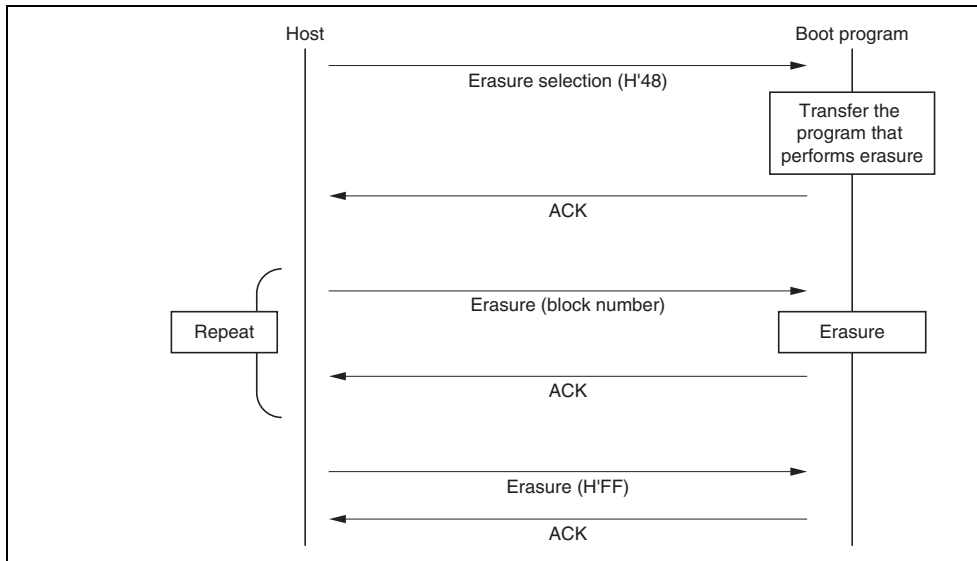 Host
Boot program
Erasure selection (H'48)
Transfer the
program that
performs erasure
ACK
Erasure (block number)
Repeat
Erasure
ACK
Erasure (H'FF)
ACK